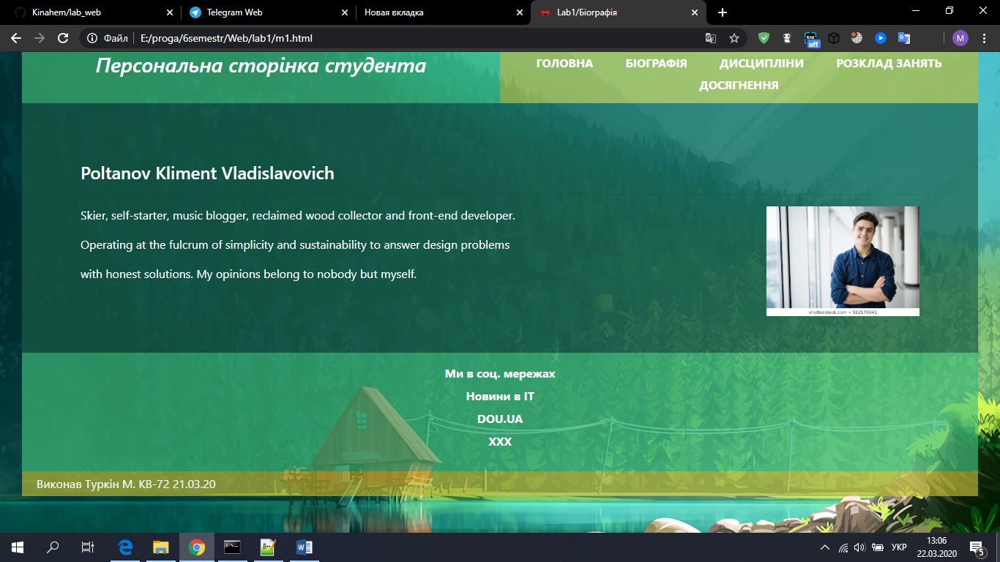 Kinahem/lab_web
Telegram Web
Новая вкладка
Lab1/Біографія
Файл
E:/proga/6semestr/Web/lab1/m1.html
off
M
Персональна сторінка студента
ГОЛОВНА БІОГРАФІЯ ДИСЦИПЛІНИ РОЗКЛАД ЗАНЯТЬ
ДОСЯГНЕННЯ
Poltanov Kliment Vladislavovich
Skier, self-starter, music blogger, reclaimed wood collector and front-end developer.
Operating at the fulcrum of simplicity and sustainability to answer design problems
with honest solutions. My opinions belong to nobody but myself.
shutterstock.com • 582575041
Ми в соц. мережах
Новини в IT
DOU.UA
XXX
Виконав Туркін М. КВ-72 21.03.20
УКР
13:06
22.03.2020
5